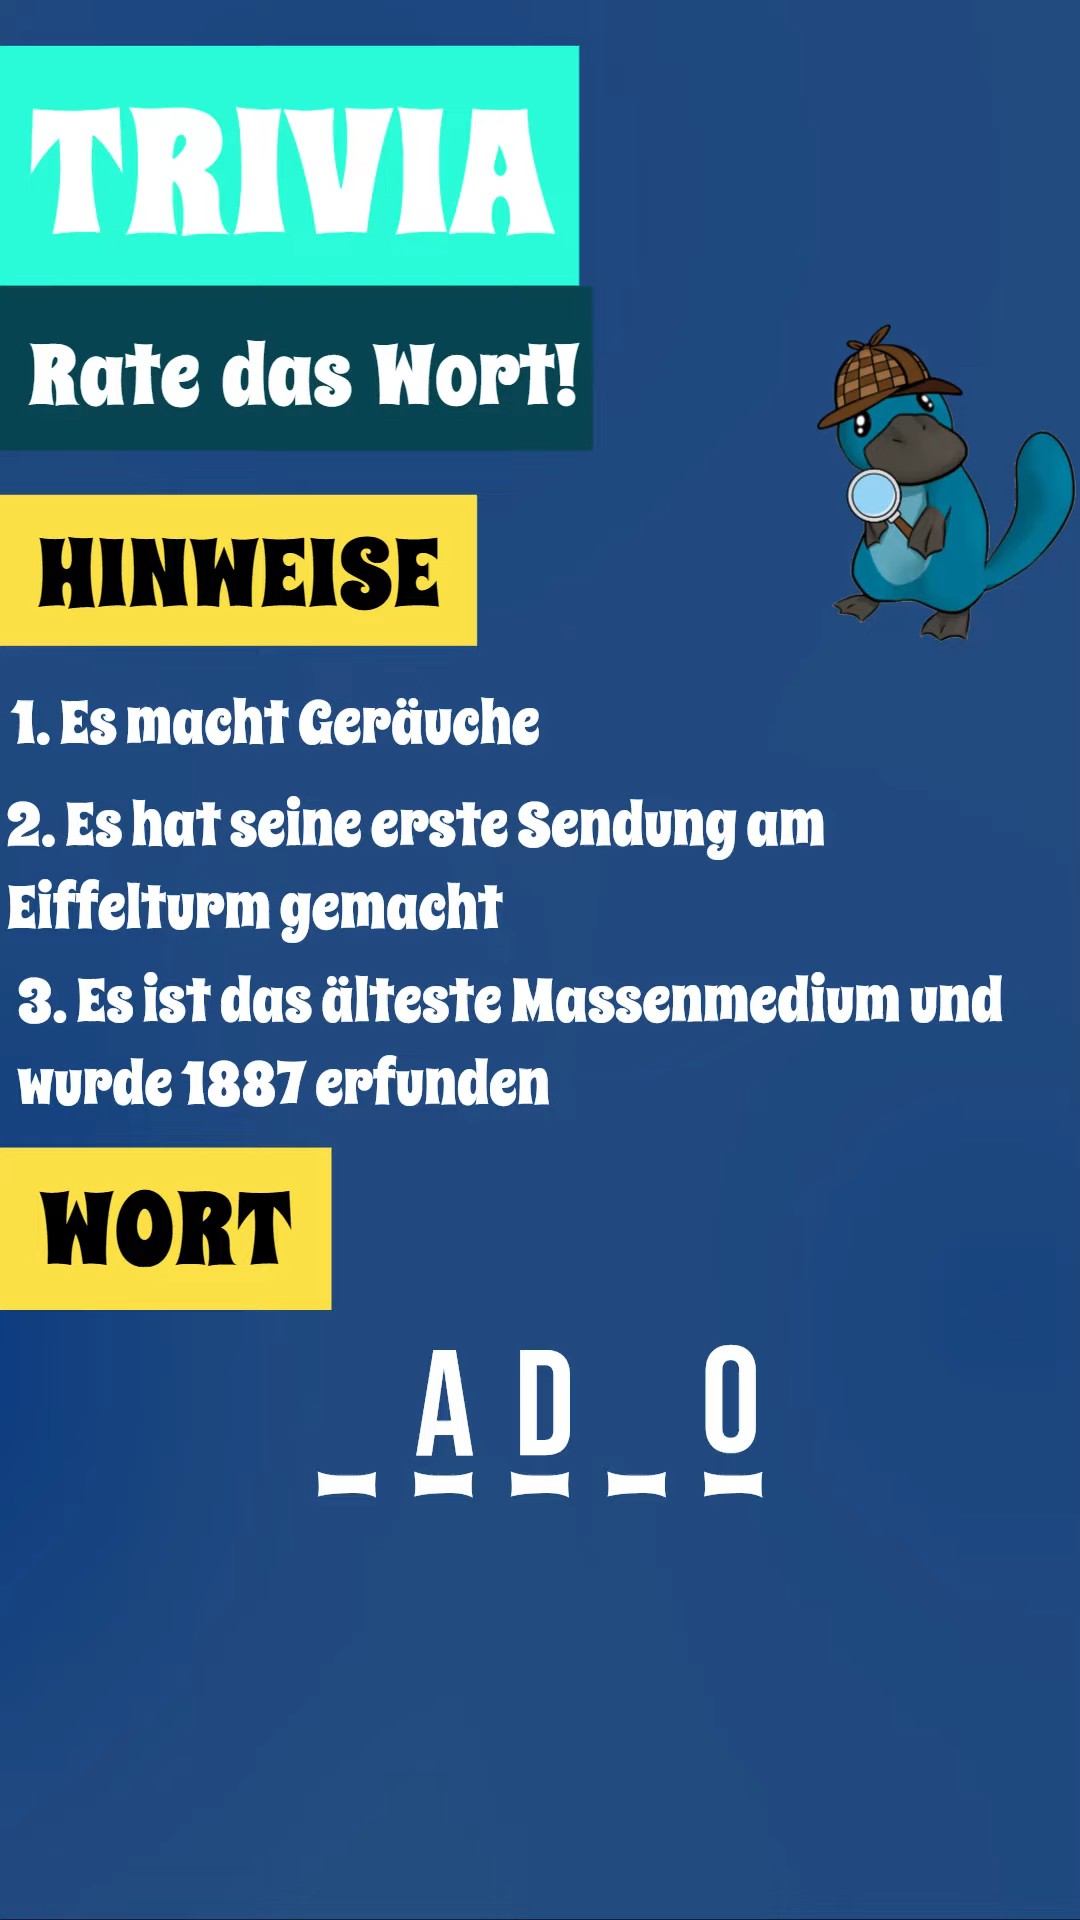 TRIVIA
Rate das Wort!
HINWEISE
1. Es macht Geräuche
2. Es hat seine erste Sendung am
Eiffelturm gemacht
3. Es ist das älteste Massenmedium und
wurde 1887 erfunden
WORT
_ A D _ O